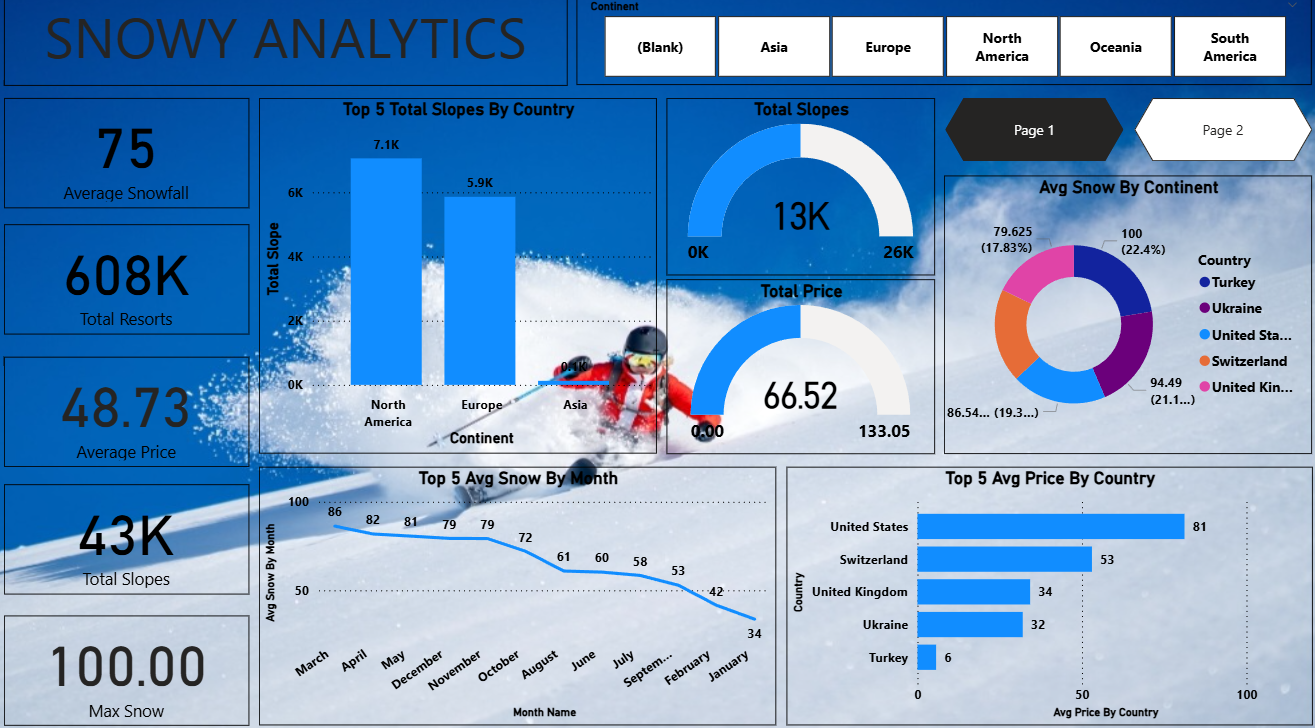 SNOWY ANALYTICS
Continent
(Blank)
Asia
Europe
North
America
Oceania
South
America
75
Average Snowfall
608K
Total Resorts
48.73
Average Price
43K
Total Slopes
100.00
Max Snow
Top 5 Total Slopes By Country
Total Slope
6K
4K
2K
0K
7.1K
5.9K
0.1K
North
America
Europe
Asia
Continent
Total Slopes
13K
0K
26K
Total Price
66.52
0.00
133.05
Page 1
Page 2
Avg Snow By Continent
79.625
(17.83%)
100
(22.4%)
94.49
(21.1...)
86.54... (19.3...)
Country
Turkey
Ukraine
United Sta...
Switzerland
United Kin...
Top 5 Avg Snow By Month
Avg Snow By Month
100
50
86
82
81
79
79
72
61
60
58
53
42
34
March
April
May
December
November
October
August
June
July
Septem...
February
January
Month Name
Top 5 Avg Price By Country
Country
United States
81
Switzerland
53
United Kingdom
34
Ukraine
32
Turkey
6
0
50
100
Avg Price By Country